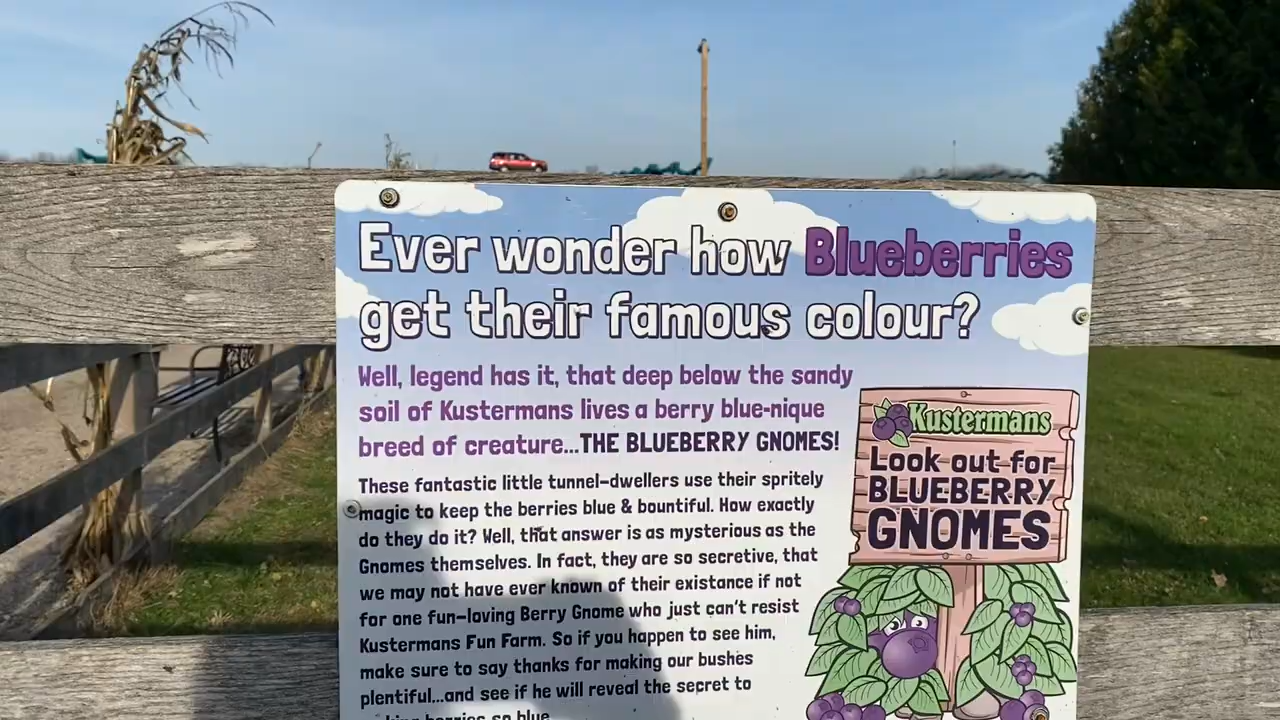 Ever wonder how Blueberries
get their famous colour?
Well, legend has it, that deep below the sandy
soil of Kustermans lives a berry blue-nique
breed of creature...THE BLUEBERRY GNOMES!
These fantastic little tunnel-dwellers use their spritely
magic to keep the berries blue & bountiful. How exactly
do they do it? Well, that answer is as mysterious as the
Gnomes themselves. In fact, they are so secretive, that
we may not have ever known of their existance if not
for one fun-loving Berry Gnome who just can't resist
Kustermans Fun Farm. So if you happen to see him,
make sure to say thanks for making our bushes
plentiful...and see if he will reveal the secret to
berries so blue
Kustermans
Look out for
BLUEBERRY
GNOMES